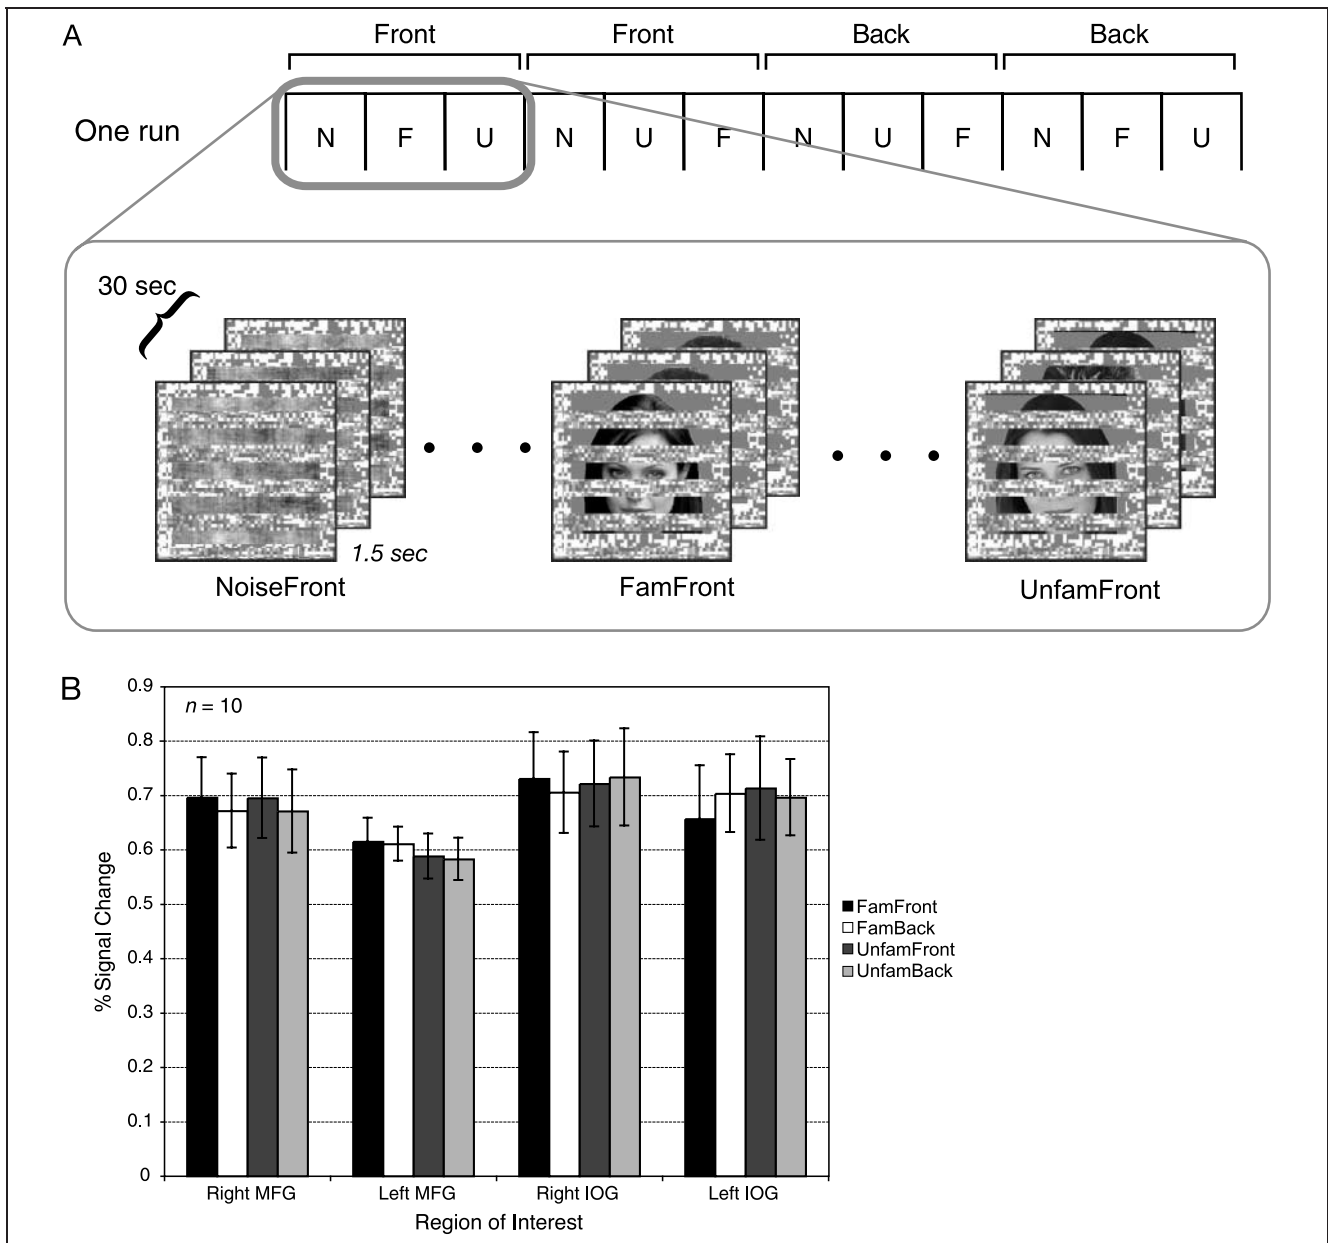 A
Front Front Back Back
One run N F U N U F N U F N F U
30 sec
1.5 sec
NoiseFront FamFront UnfamFront
B
n = 10
0.9
0.8
0.7
0.6
0.5
0.4
0.3
0.2
0.1
0
% Signal Change
FamFront
FamBack
UnfamFront
UnfamBack
Right MFG Left MFG Right IOG Left IOG
Region of Interest